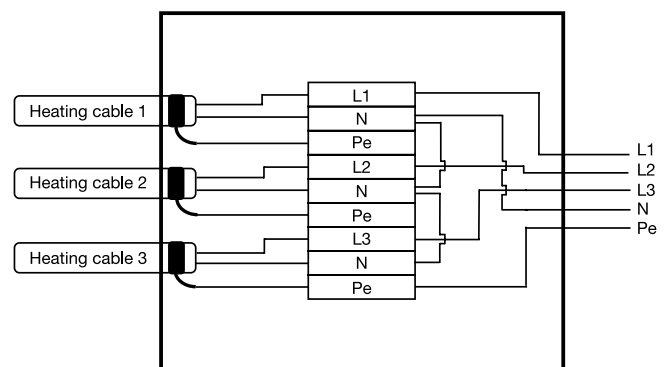 Heating cable 1
Heating cable 2
Heating cable 3
L1
N
Pe
L2
N
Pe
L3
N
Pe
L1
L2
L3
N
Pe